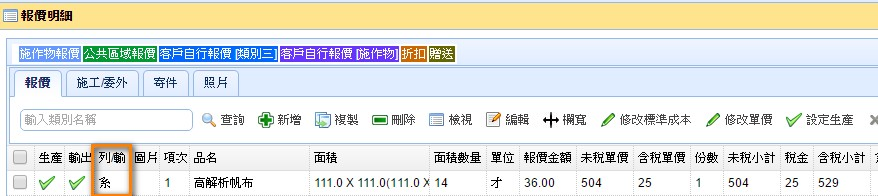 報價明細
施作物報價 公共區域報價 客戶自行報價 [類別三] 客戶自行報價 [施作物] 折扣 贈送
報價 施工/委外 寄件 照片
輸入類別名稱 查詢 新增 複製 刪除 檢視 編輯 欄寬 修改標準成本 修改單價 設定生產
生產 輸出 列/輸 圖片 項次 品名 面積 面積數量 單位 報價金額 未稅單價 含稅單價 份數 未稅小計 稅金 含稅小計
糸 1 高解析帆布 111.0 X 111.0(111.0 X 14 才 36.00 504 25 1 504 25 529